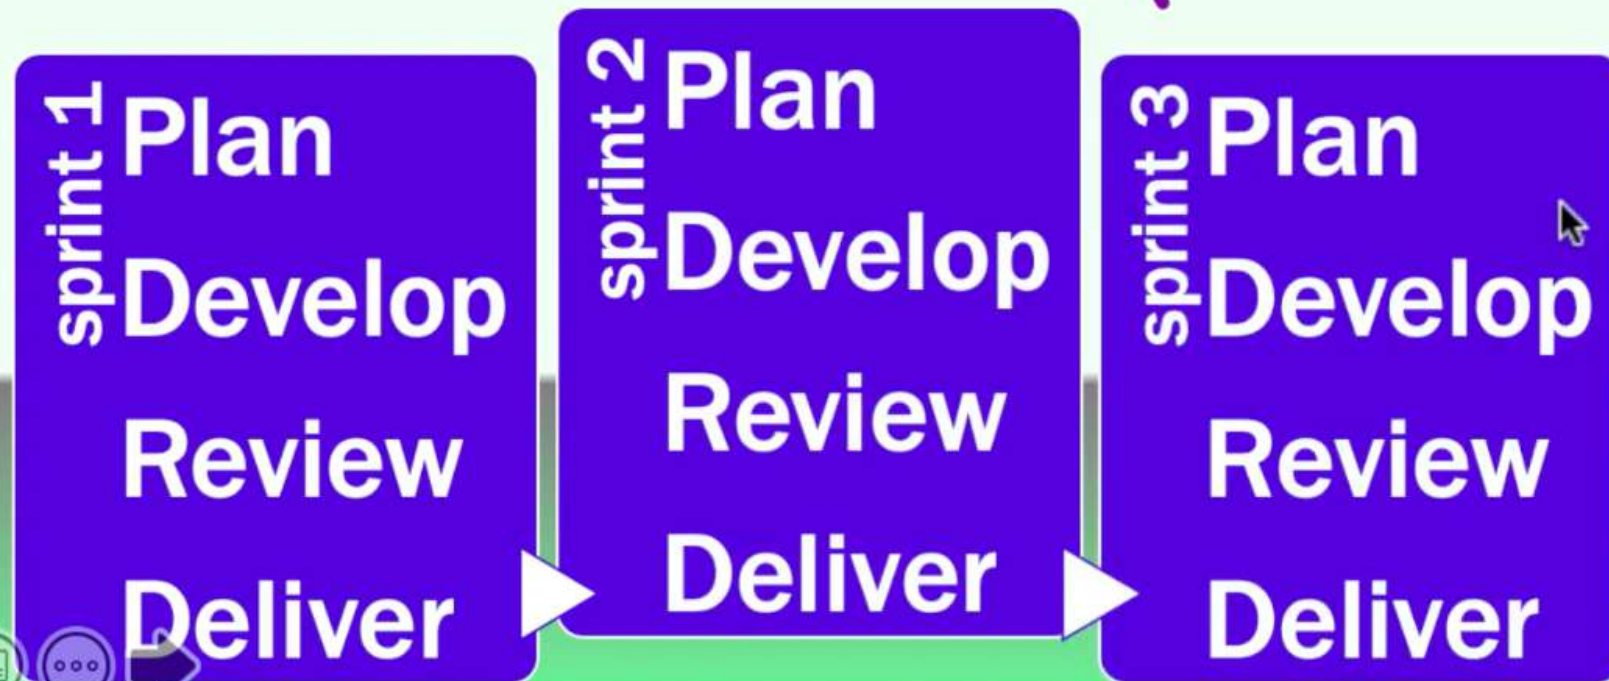 sprint 1
Plan
Develop
Review
Deliver
sprint 2
Plan
Develop
Review
Deliver
sprint 3
Plan
Develop
Review
Deliver